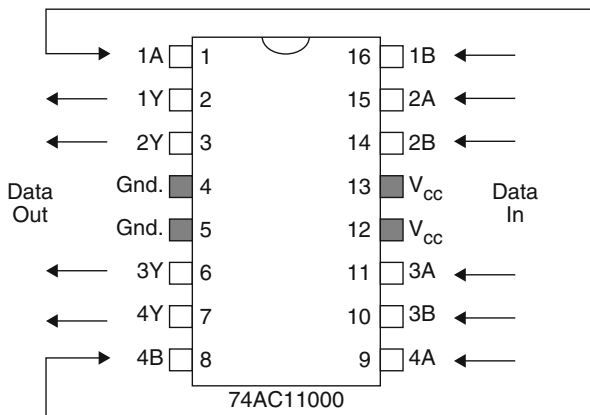 1A 1 16 1B
1Y 2 15 2A
2Y 3 14 2B
Gnd. 4 13 Vcc
Data
Out
Data
In
Gnd. 5 12 Vcc
3Y 6 11 3A
4Y 7 10 3B
4B 8 9 4A
74AC11000